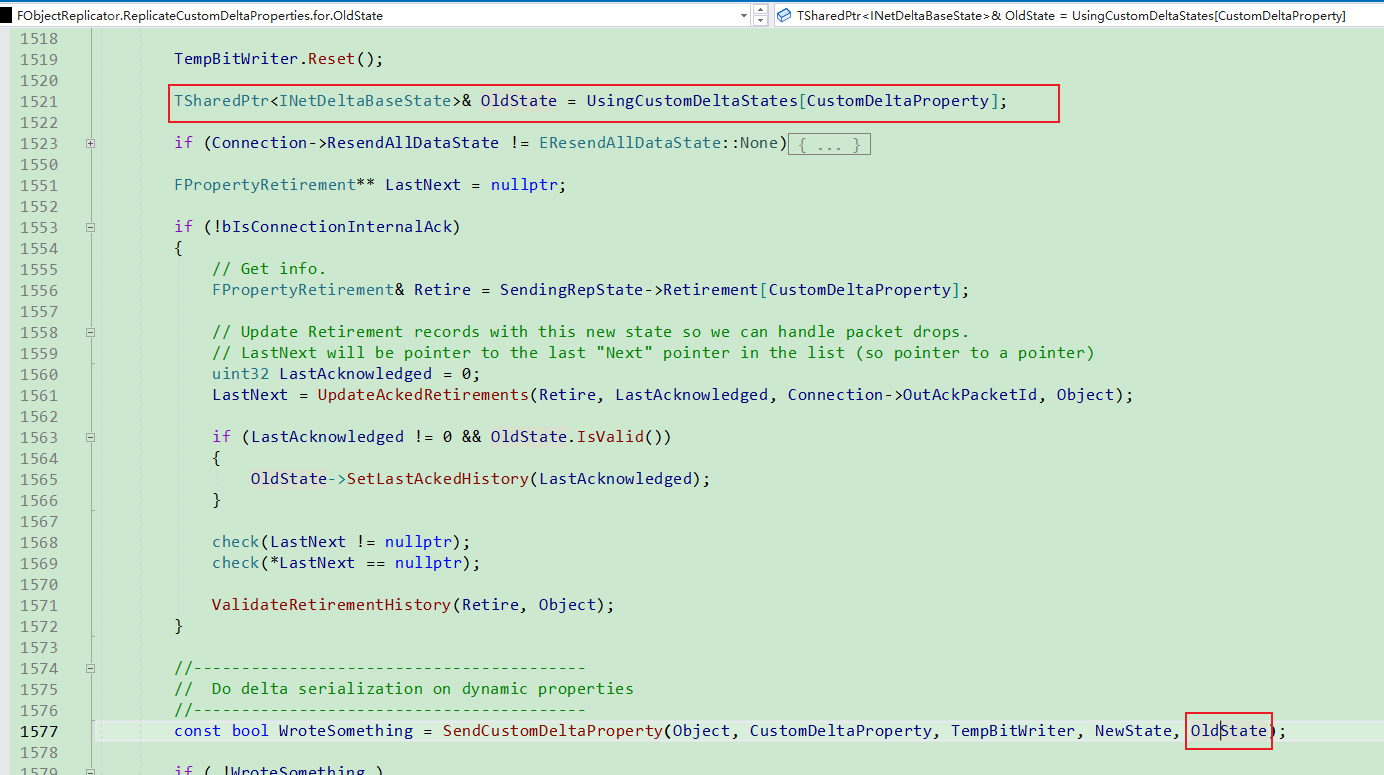 FObjectReplicator.ReplicateCustomDeltaProperties.for.OldState TSharedPtr<INetDeltaBaseState>& OldState = UsingCustomDeltaStates[CustomDeltaProperty]
1518
1519 TempBitWriter.Reset();
1520
1521 TSharedPtr<INetDeltaBaseState>& OldState = UsingCustomDeltaStates[CustomDeltaProperty];
1522
1523 if (Connection->ResendAllDataState != EResendAllDataState::None){ ... }
1550
1551 FPropertyRetirement** LastNext = nullptr;
1552
1553 if (!bIsConnectionInternalAck)
1554 {
1555 // Get info.
1556 FPropertyRetirement& Retire = SendingRepState->Retirement[CustomDeltaProperty];
1557
1558 // Update Retirement records with this new state so we can handle packet drops.
1559 // LastNext will be pointer to the last "Next" pointer in the list (so pointer to a pointer)
1560 uint32 LastAcknowledged = 0;
1561 LastNext = UpdateAckedRetirements(Retire, LastAcknowledged, Connection->OutAckPacketId, Object);
1562
1563 if (LastAcknowledged != 0 && OldState.IsValid())
1564 {
1565 OldState->SetLastAckedHistory(LastAcknowledged);
1566 }
1567
1568 check(LastNext != nullptr);
1569 check(*LastNext == nullptr);
1570
1571 ValidateRetirementHistory(Retire, Object);
1572 }
1573
1574 //-----------------------------------------
1575 // Do delta serialization on dynamic properties
1576 //-----------------------------------------
1577 const bool WroteSomething = SendCustomDeltaProperty(Object, CustomDeltaProperty, TempBitWriter, NewState, OldState);
1578
1579 if ( !WroteSomething )